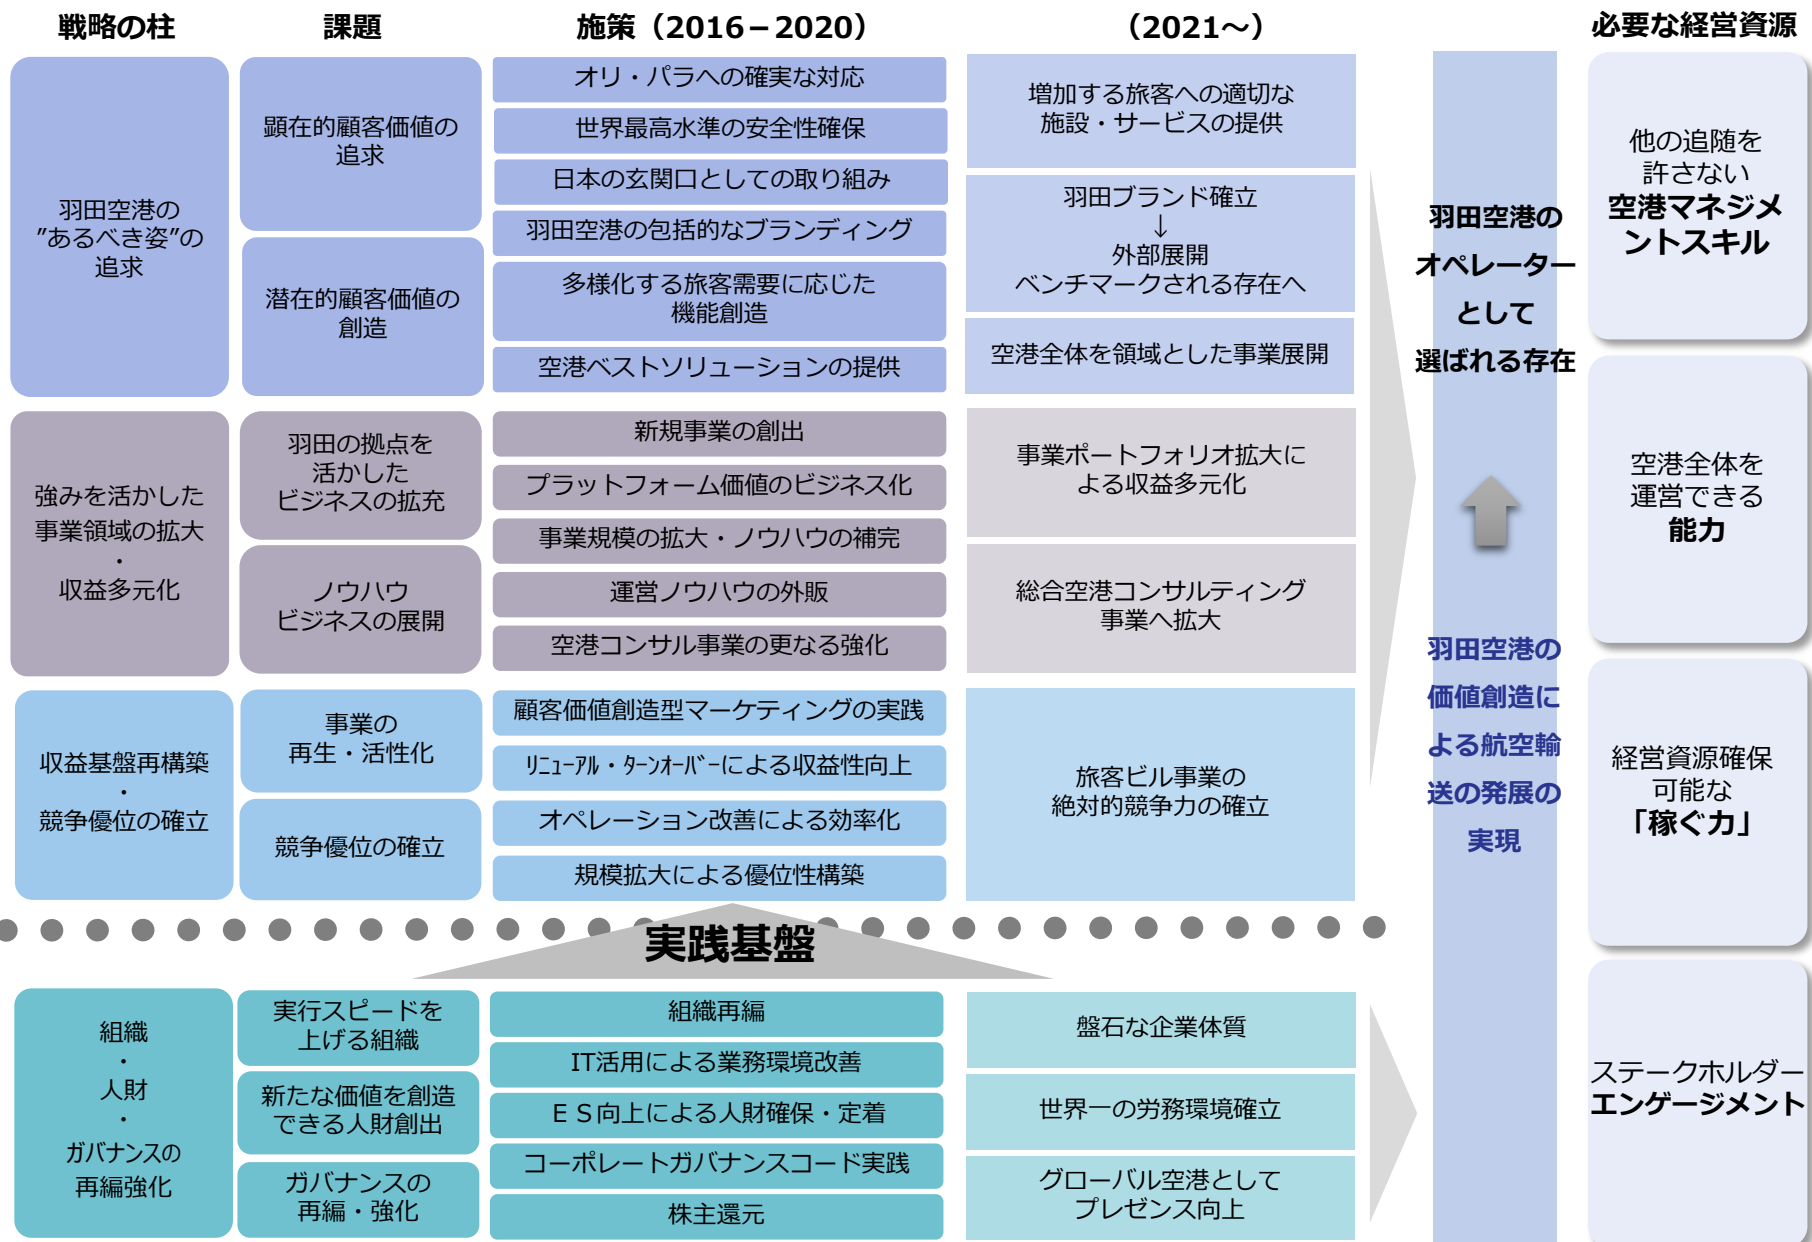 戦略の柱
課題
施策（2016－2020）
（2021～）
必要な経営資源
羽田空港の
”あるべき姿”の
追求
顕在的顧客価値の
追求
潜在的顧客価値の
創造
オリ・パラへの確実な対応
世界最高水準の安全性確保
日本の玄関口としての取り組み
羽田空港の包括的なブランディング
多様化する旅客需要に応じた
機能創造
空港ベストソリューションの提供
増加する旅客への適切な
施設・サービスの提供
羽田ブランド確立
↓
外部展開
ベンチマークされる存在へ
空港全体を領域とした事業展開
強みを活かした
事業領域の拡大
・
収益多元化
羽田の拠点を
活かした
ビジネスの拡充
ノウハウ
ビジネスの展開
新規事業の創出
プラットフォーム価値のビジネス化
事業規模の拡大・ノウハウの補完
運営ノウハウの外販
空港コンサル事業の更なる強化
事業ポートフォリオ拡大に
よる収益多元化
総合空港コンサルティング
事業へ拡大
収益基盤再構築
・
競争優位の確立
事業の
再生・活性化
競争優位の確立
顧客価値創造型マーケティングの実践
ﾘﾆｭｰｱﾙ・ﾀｰﾝｵｰﾊﾞｰによる収益性向上
オペレーション改善による効率化
規模拡大による優位性構築
旅客ビル事業の
絶対的競争力の確立
実践基盤
組織
・
人財
・
ガバナンスの
再編強化
実行スピードを
上げる組織
新たな価値を創造
できる人財創出
ガバナンスの
再編・強化
組織再編
IT活用による業務環境改善
ＥＳ向上による人財確保・定着
コーポレートガバナンスコード実践
株主還元
盤石な企業体質
世界一の労務環境確立
グローバル空港として
プレゼンス向上
羽田空港の
オペレーター
として
選ばれる存在
羽田空港の
価値創造に
よる航空輸
送の発展の
実現
他の追随を
許さない
空港マネジメ
ントスキル
空港全体を
運営できる
能力
経営資源確保
可能な
「稼ぐ力」
ステークホルダー
エンゲージメント